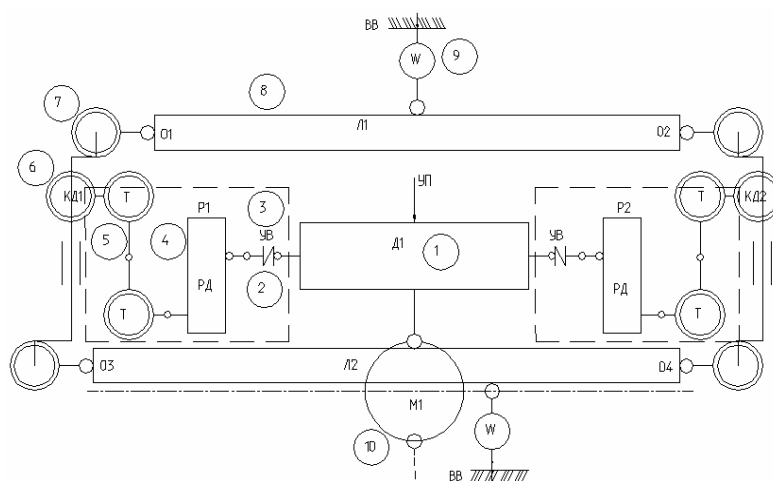 ВВ
W
9
8
7
О1
Л1
О2
6
КД1
Т
Р1
3
УП
Р2
Т
КД2
5
4
УВ
Д1
1
УВ
РД
2
РД
Т
Т
О3
Л2
О4
М1
W
10
ВВ